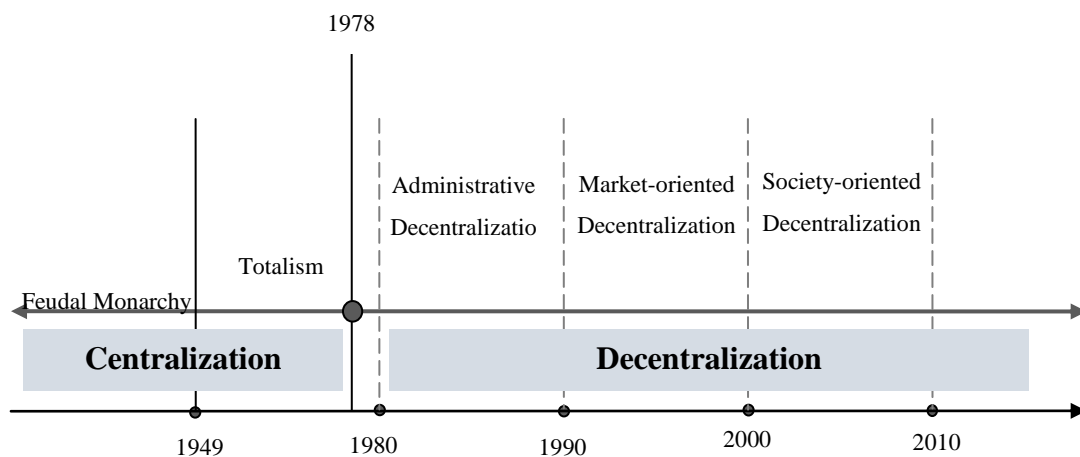 1978
Administrative
Decentralizatio
Market-oriented
Decentralization
Society-oriented
Decentralization
Totalism
Feudal Monarchy
Centralization
Decentralization
1949
1980
1990
2000
2010